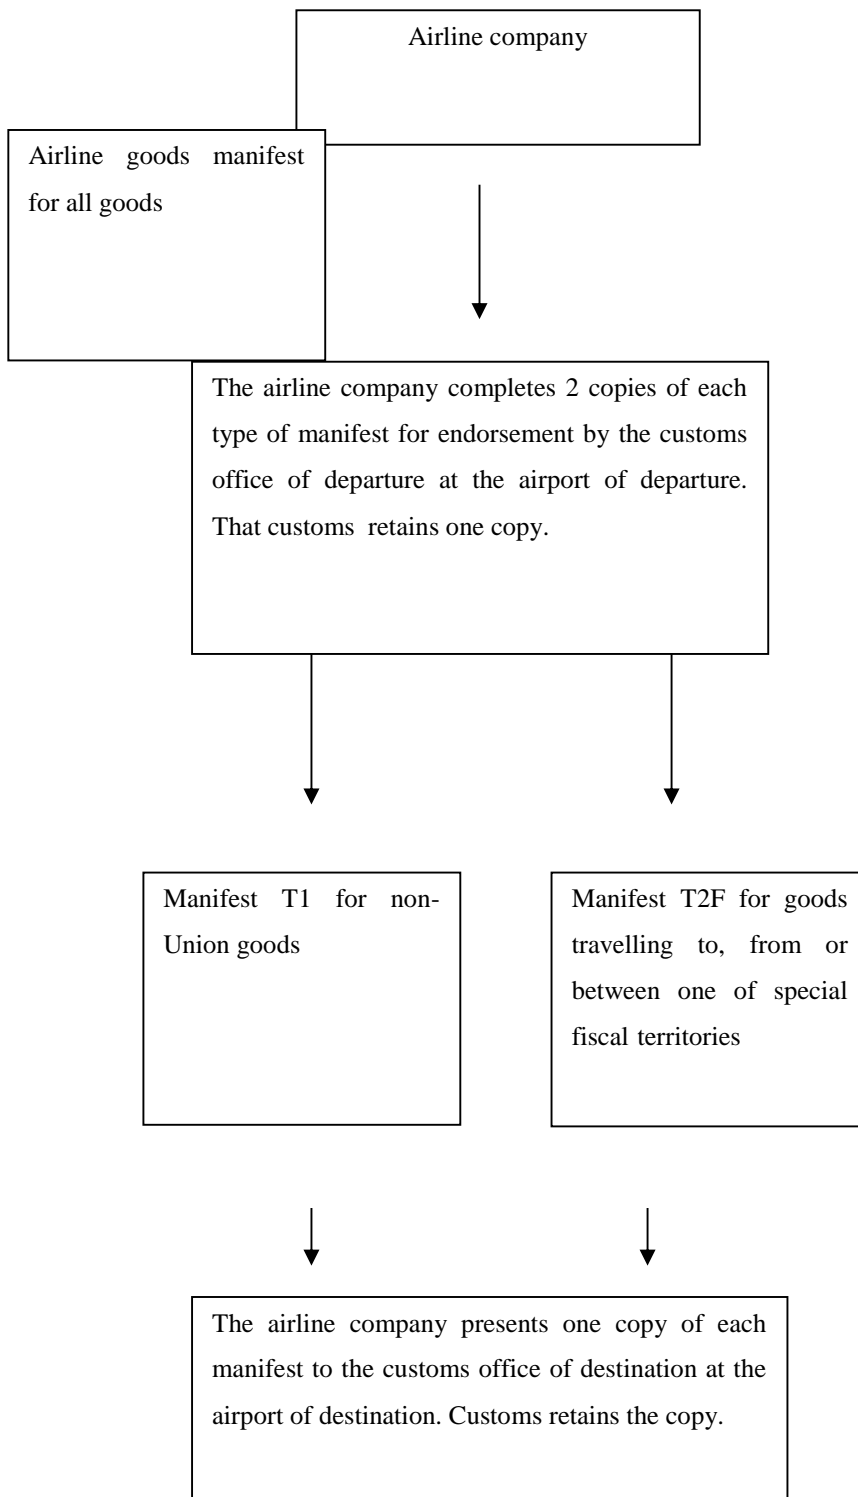 Airline company
Airline goods manifest
for all goods
The airline company completes 2 copies of each
type of manifest for endorsement by the customs
office of departure at the airport of departure.
That customs  retains one copy.
Manifest T1 for non-
Union goods
Manifest T2F for goods
travelling to, from or
between one of special
fiscal territories
The airline company presents one copy of each
manifest to the customs office of destination at the
airport of destination. Customs retains the copy.